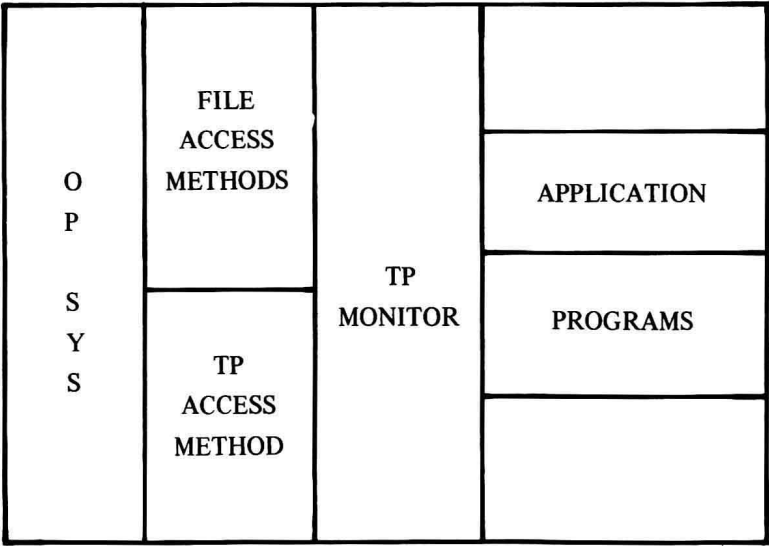 O
P
S
Y
S
FILE
ACCESS
METHODS
TP
ACCESS
METHOD
TP
MONITOR
APPLICATION
PROGRAMS